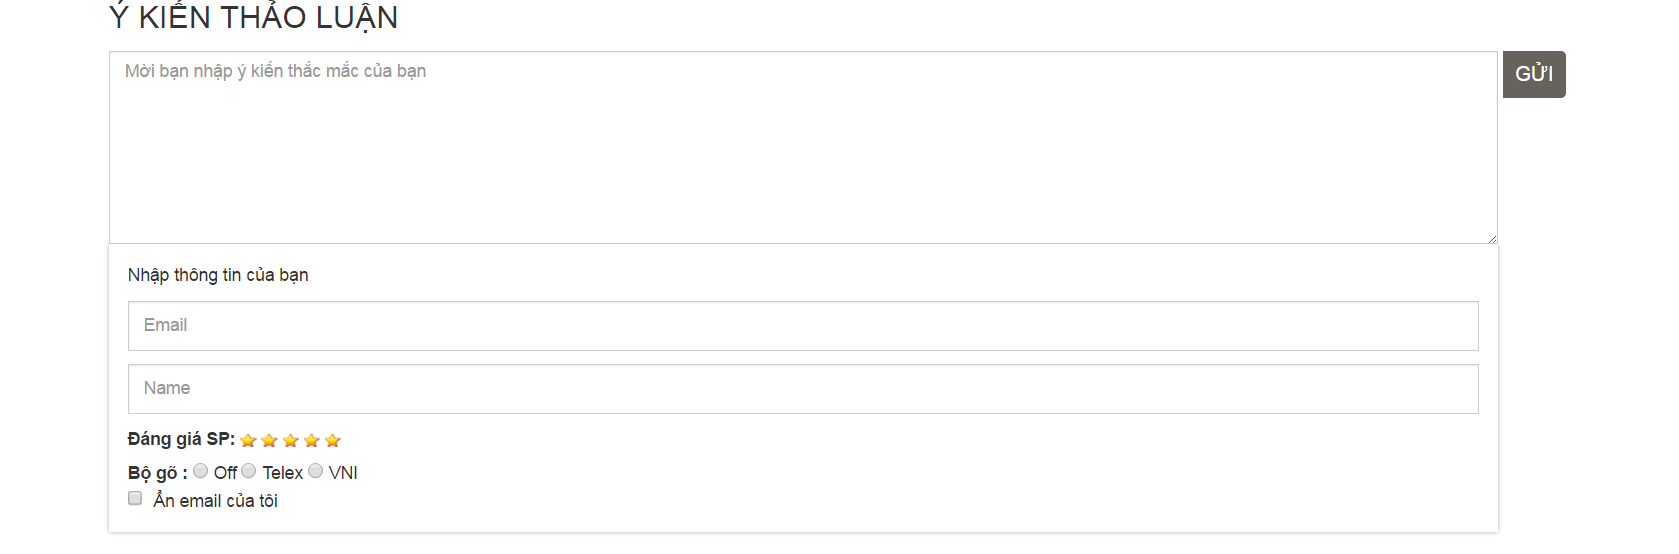 Ý KIẾN THẢO LUẬN
Mời bạn nhập ý kiến thắc mắc của bạn
GỬI
Nhập thông tin của bạn
Email
Name
Đáng giá SP:
Bộ gõ : Off Telex VNI
Ẩn email của tôi